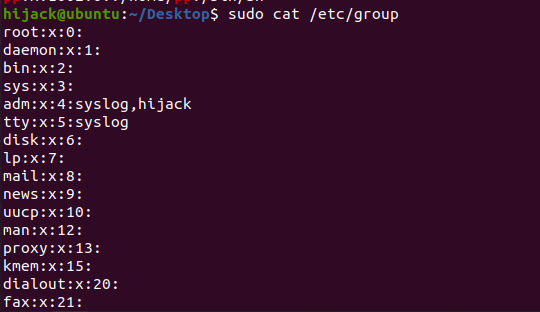 hijack@ubuntu:~/Desktop$ sudo cat /etc/group
root:x:0:
daemon:x:1:
bin:x:2:
sys:x:3:
adm:x:4:syslog,hijack
tty:x:5:syslog
disk:x:6:
lp:x:7:
mail:x:8:
news:x:9:
uucp:x:10:
man:x:12:
proxy:x:13:
kmem:x:15:
dialout:x:20:
fax:x:21: